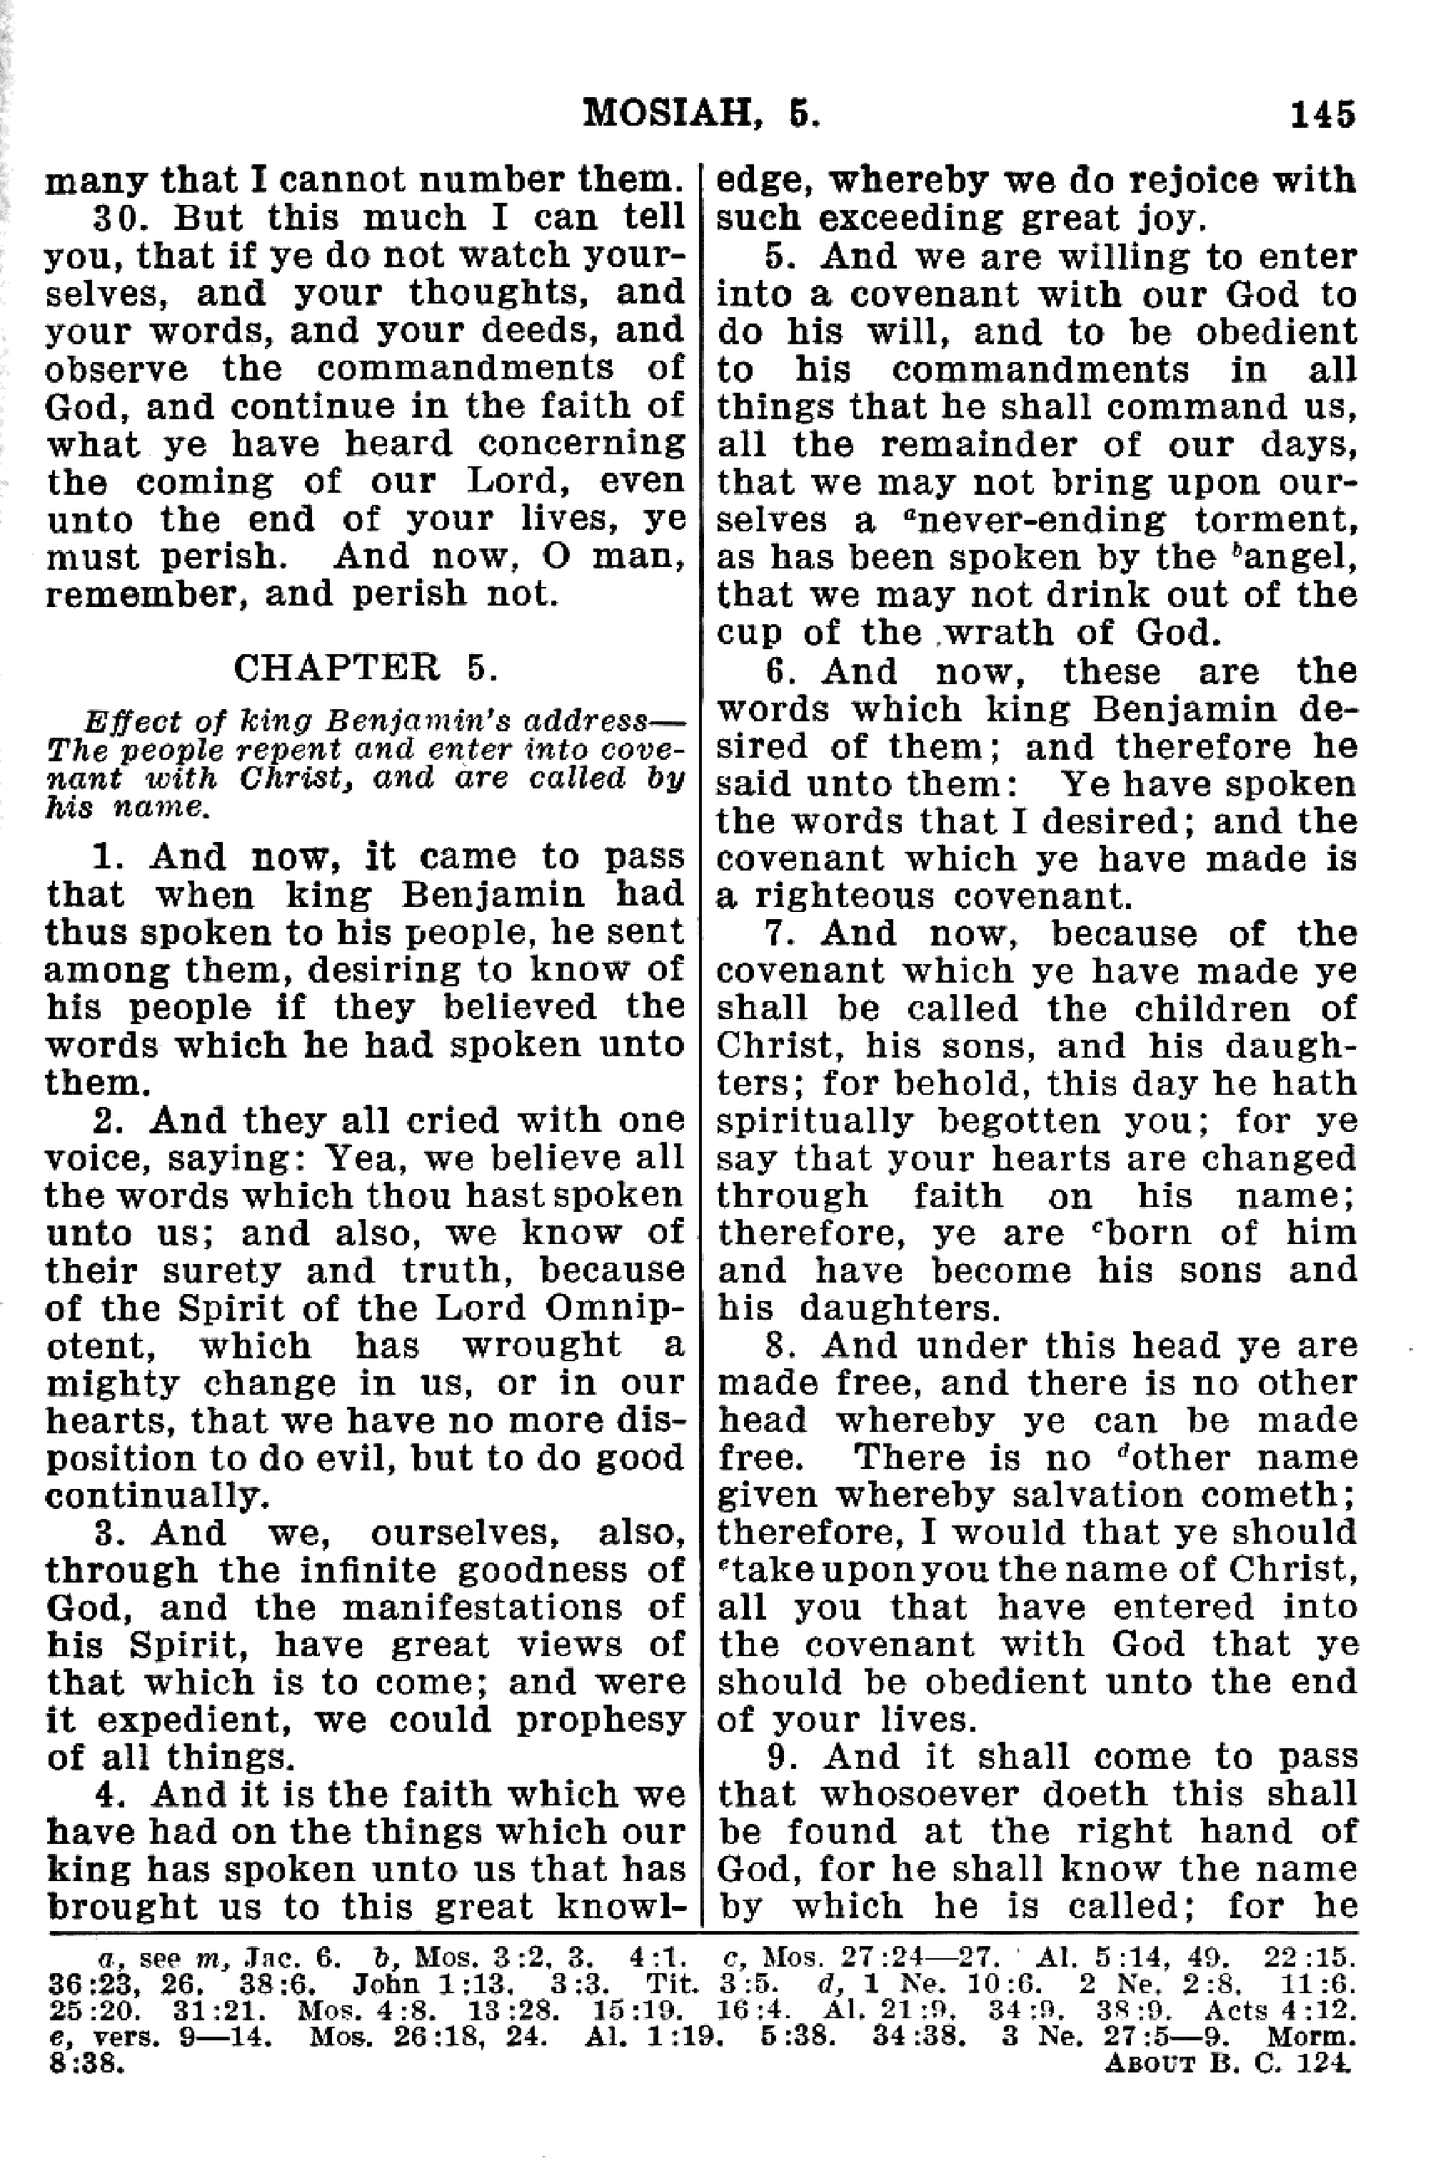 MOSIAH, 5. 145
many that I cannot number them.
30. But this much I can tell
you, that if ye do not watch your-
selves, and your thoughts, and
your words, and your deeds, and
observe the commandments of
God, and continue in the faith of
what ye have heard concerning
the coming of our Lord, even
unto the end of your lives, ye
must perish. And now, O man,
remember, and perish not.
CHAPTER 5.
Effect of king Benjamin's address—
The people repent and enter into cove-
nant with Christ, and are called by
his name.
1. And now, it came to pass
that when king Benjamin had
thus spoken to his people, he sent
among them, desiring to know of
his people if they believed the
words which he had spoken unto
them.
2. And they all cried with one
voice, saying: Yea, we believe all
the words which thou hast spoken
unto us; and also, we know of
their surety and truth, because
of the Spirit of the Lord Omnip-
otent, which has wrought a
mighty change in us, or in our
hearts, that we have no more dis-
position to do evil, but to do good
continually.
3. And we, ourselves, also,
through the infinite goodness of
God, and the manifestations of
his Spirit, have great views of
that which is to come; and were
it expedient, we could prophesy
of all things.
4. And it is the faith which we
have had on the things which our
king has spoken unto us that has
brought us to this great knowl-
edge, whereby we do rejoice with
such exceeding great joy.
5. And we are willing to enter
into a covenant with our God to
do his will, and to be obedient
to his commandments in all
things that he shall command us,
all the remainder of our days,
that we may not bring upon our-
selves a ᵃnever-ending torment,
as has been spoken by the ᵇangel,
that we may not drink out of the
cup of the wrath of God.
6. And now, these are the
words which king Benjamin de-
sired of them; and therefore he
said unto them: Ye have spoken
the words that I desired; and the
covenant which ye have made is
a righteous covenant.
7. And now, because of the
covenant which ye have made ye
shall be called the children of
Christ, his sons, and his daugh-
ters; for behold, this day he hath
spiritually begotten you; for ye
say that your hearts are changed
through faith on his name;
therefore, ye are ᶜborn of him
and have become his sons and
his daughters.
8. And under this head ye are
made free, and there is no other
head whereby ye can be made
free. There is no ᵈother name
given whereby salvation cometh;
therefore, I would that ye should
ᵉtake upon you the name of Christ,
all you that have entered into
the covenant with God that ye
should be obedient unto the end
of your lives.
9. And it shall come to pass
that whosoever doeth this shall
be found at the right hand of
God, for he shall know the name
by which he is called; for he
a, see m, Jac. 6. b, Mos. 3:2, 3. 4:1. c, Mos. 27:24—27. Al. 5:14, 49. 22:15.
36:23, 26. 38:6. John 1:13. 3:3. Tit. 3:5. d, 1 Ne. 10:6. 2 Ne. 2:8. 11:6.
25:20. 31:21. Mos. 4:8. 13:28. 15:19. 16:4. Al. 21:9. 34:9. 38:9. Acts 4:12.
e, vers. 9—14. Mos. 26:18, 24. Al. 1:19. 5:38. 34:38. 3 Ne. 27:5—9. Morm.
8:38. ABOUT B. C. 124.